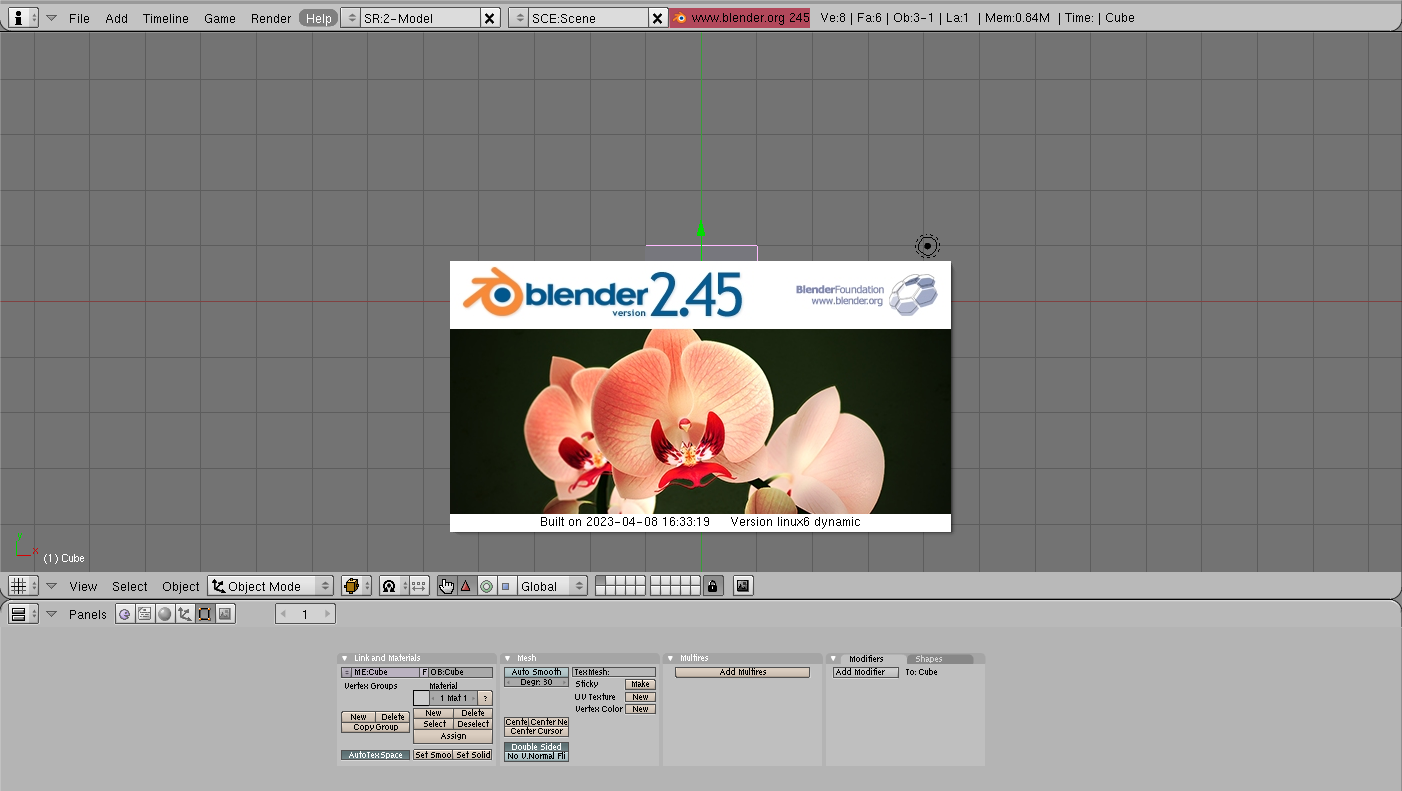 File Add Timeline Game Render Help SR:2-Model SCE:Scene www.blender.org 245 Ve:8 | Fa:6 | Ob:3-1 | La:1 | Mem:0.84M | Time: | Cube
blender version 2.45
BlenderFoundation
www.blender.org
Built on 2023-04-08 16:33:19 Version linux6 dynamic
x
(1) Cube
View Select Object Object Mode Global
Panels 1
Link and Materials
ME:Cube F OB:Cube
Vertex Groups Material
1 Mat 1 ?
New Delete New Delete
Copy Group Select Deselect
Assign
AutoTexSpace Set Smoo Set Solid
Mesh
Auto Smooth TexMesh:
Degr: 30 Sticky Make
UV Texture New
Vertex Color New
Cente Center Ne
Center Cursor
Double Sided
No V.Normal Fli
Multires
Add Multires
Modifiers Shapes
Add Modifier To: Cube